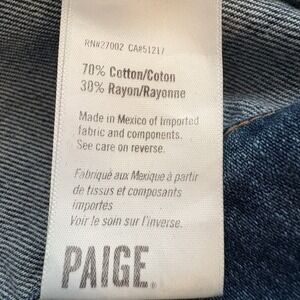 RN#27002 CA#51217
70% Cotton/Coton
30% Rayon/Rayonne
Made in Mexico of Imported
fabric and components.
See care on reverse.
Fabriqué aux Mexique à partir
de tissus et composants
importés
Voir le soin sur l'inverse.
PAIGE